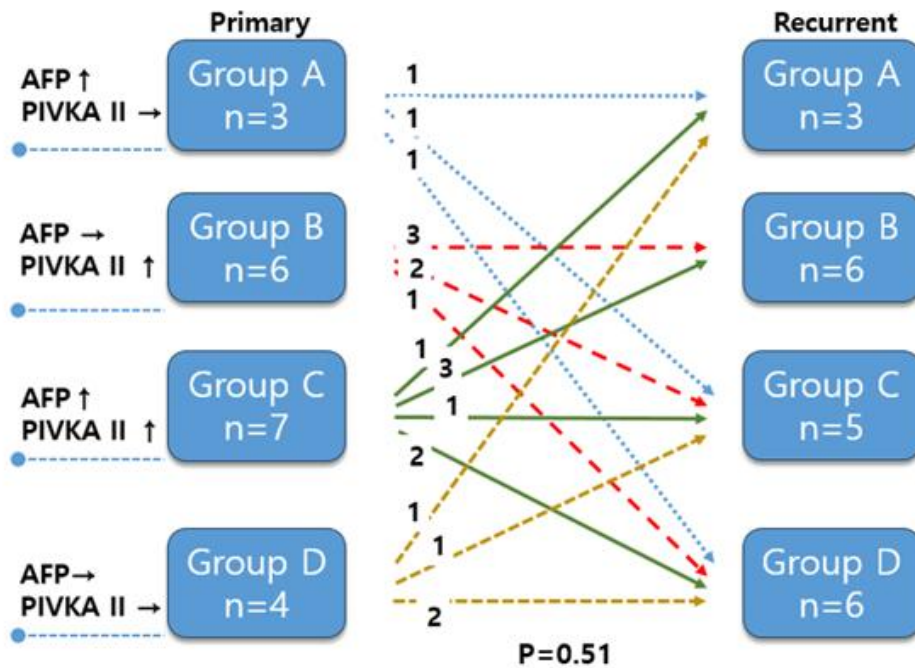 Primary
Recurrent
AFP ↑
PIVKA II →
Group A
n=3
1
1
1
Group A
n=3
AFP →
PIVKA II ↑
Group B
n=6
3
2
1
Group B
n=6
AFP ↑
PIVKA II ↑
Group C
n=7
1
3
1
2
Group C
n=5
AFP→
PIVKA II →
Group D
n=4
1
1
2
Group D
n=6
P=0.51